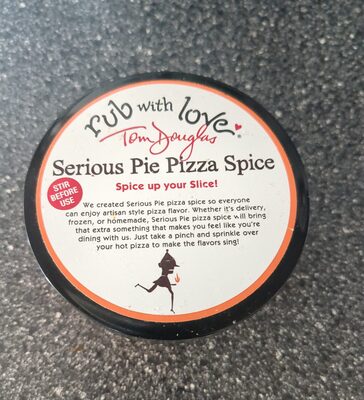 rub with love
Tom Douglas
Serious Pie Pizza Spice
Spice up your Slice!
STIR
BEFORE
USE
We created Serious Pie pizza spice so everyone
can enjoy artisan style pizza flavor. Whether it's delivery,
frozen, or homemade, Serious Pie pizza spice will bring
that extra something that makes you feel like you're
dining with us. Just take a pinch and sprinkle over
your hot pizza to make the flavors sing!